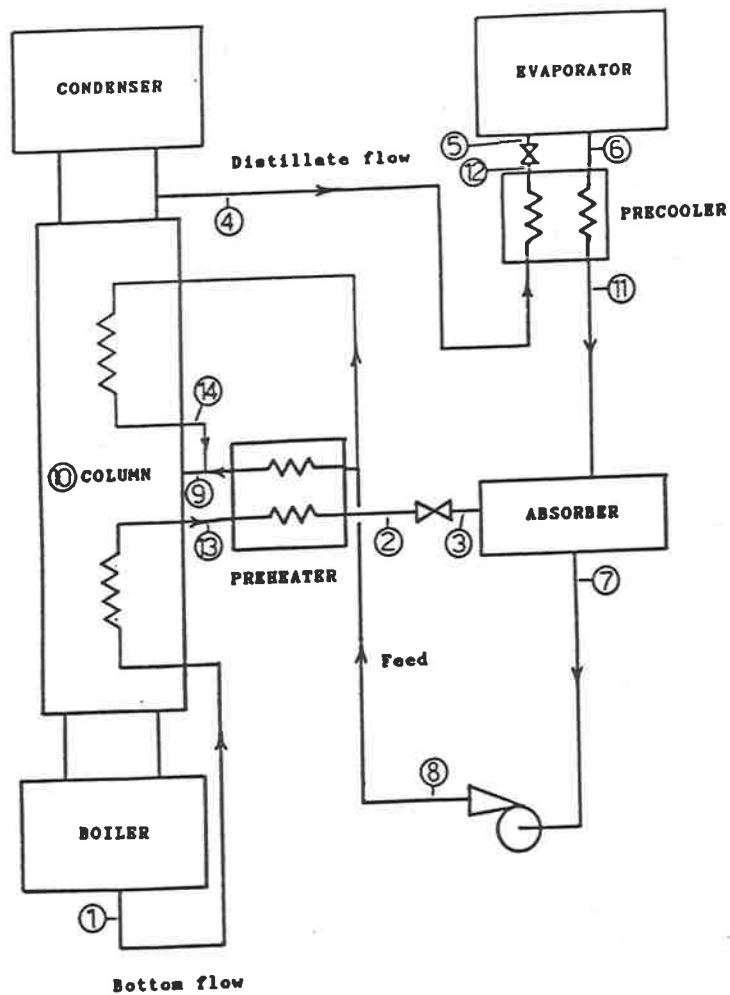 CONDENSER
EVAPORATOR
5
6
Distillate flow
12
4
PRECOOLER
11
14
10 COLUMN
9
ABSORBER
13
2
3
PREHEATER
7
Feed
8
BOILER
1
Bottom flow